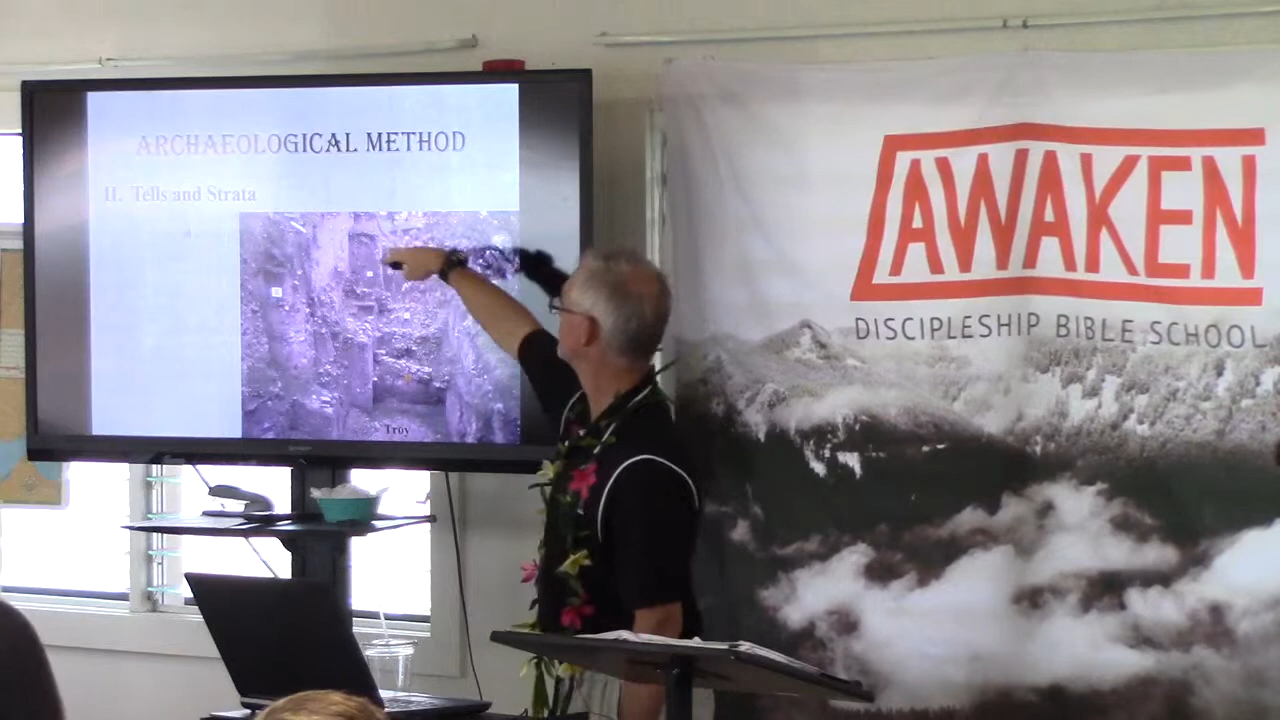 ARCHAEOLOGICAL METHOD
II. Tells and Strata
Troy
AWAKEN
DISCIPLESHIP BIBLE SCHOOL